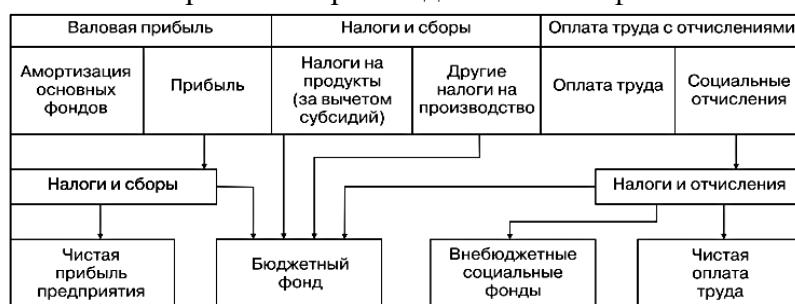 Валовая прибыль
Налоги и сборы
Оплата труда с отчислениями
Амортизация
основных
фондов
Прибыль
Налоги на
продукты
(за вычетом
субсидий)
Другие
налоги на
производство
Оплата труда
Социальные
отчисления
Налоги и сборы
Налоги и отчисления
Чистая
прибыль
предприятия
Бюджетный
фонд
Внебюджетные
социальные
фонды
Чистая
оплата
труда